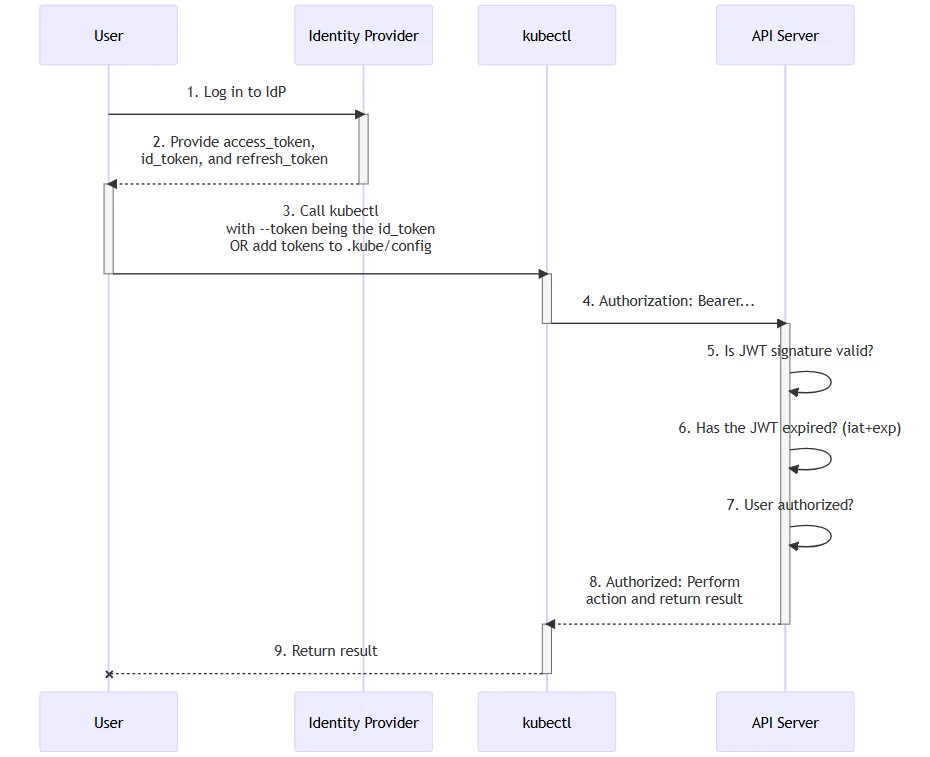 User
Identity Provider
kubectl
API Server
1. Log in to IdP
2. Provide access_token,
id_token, and refresh_token
3. Call kubectl
with --token being the id_token
OR add tokens to .kube/config
4. Authorization: Bearer...
5. Is JWT signature valid?
6. Has the JWT expired? (iat+exp)
7. User authorized?
8. Authorized: Perform
action and return result
9. Return result
User
Identity Provider
kubectl
API Server